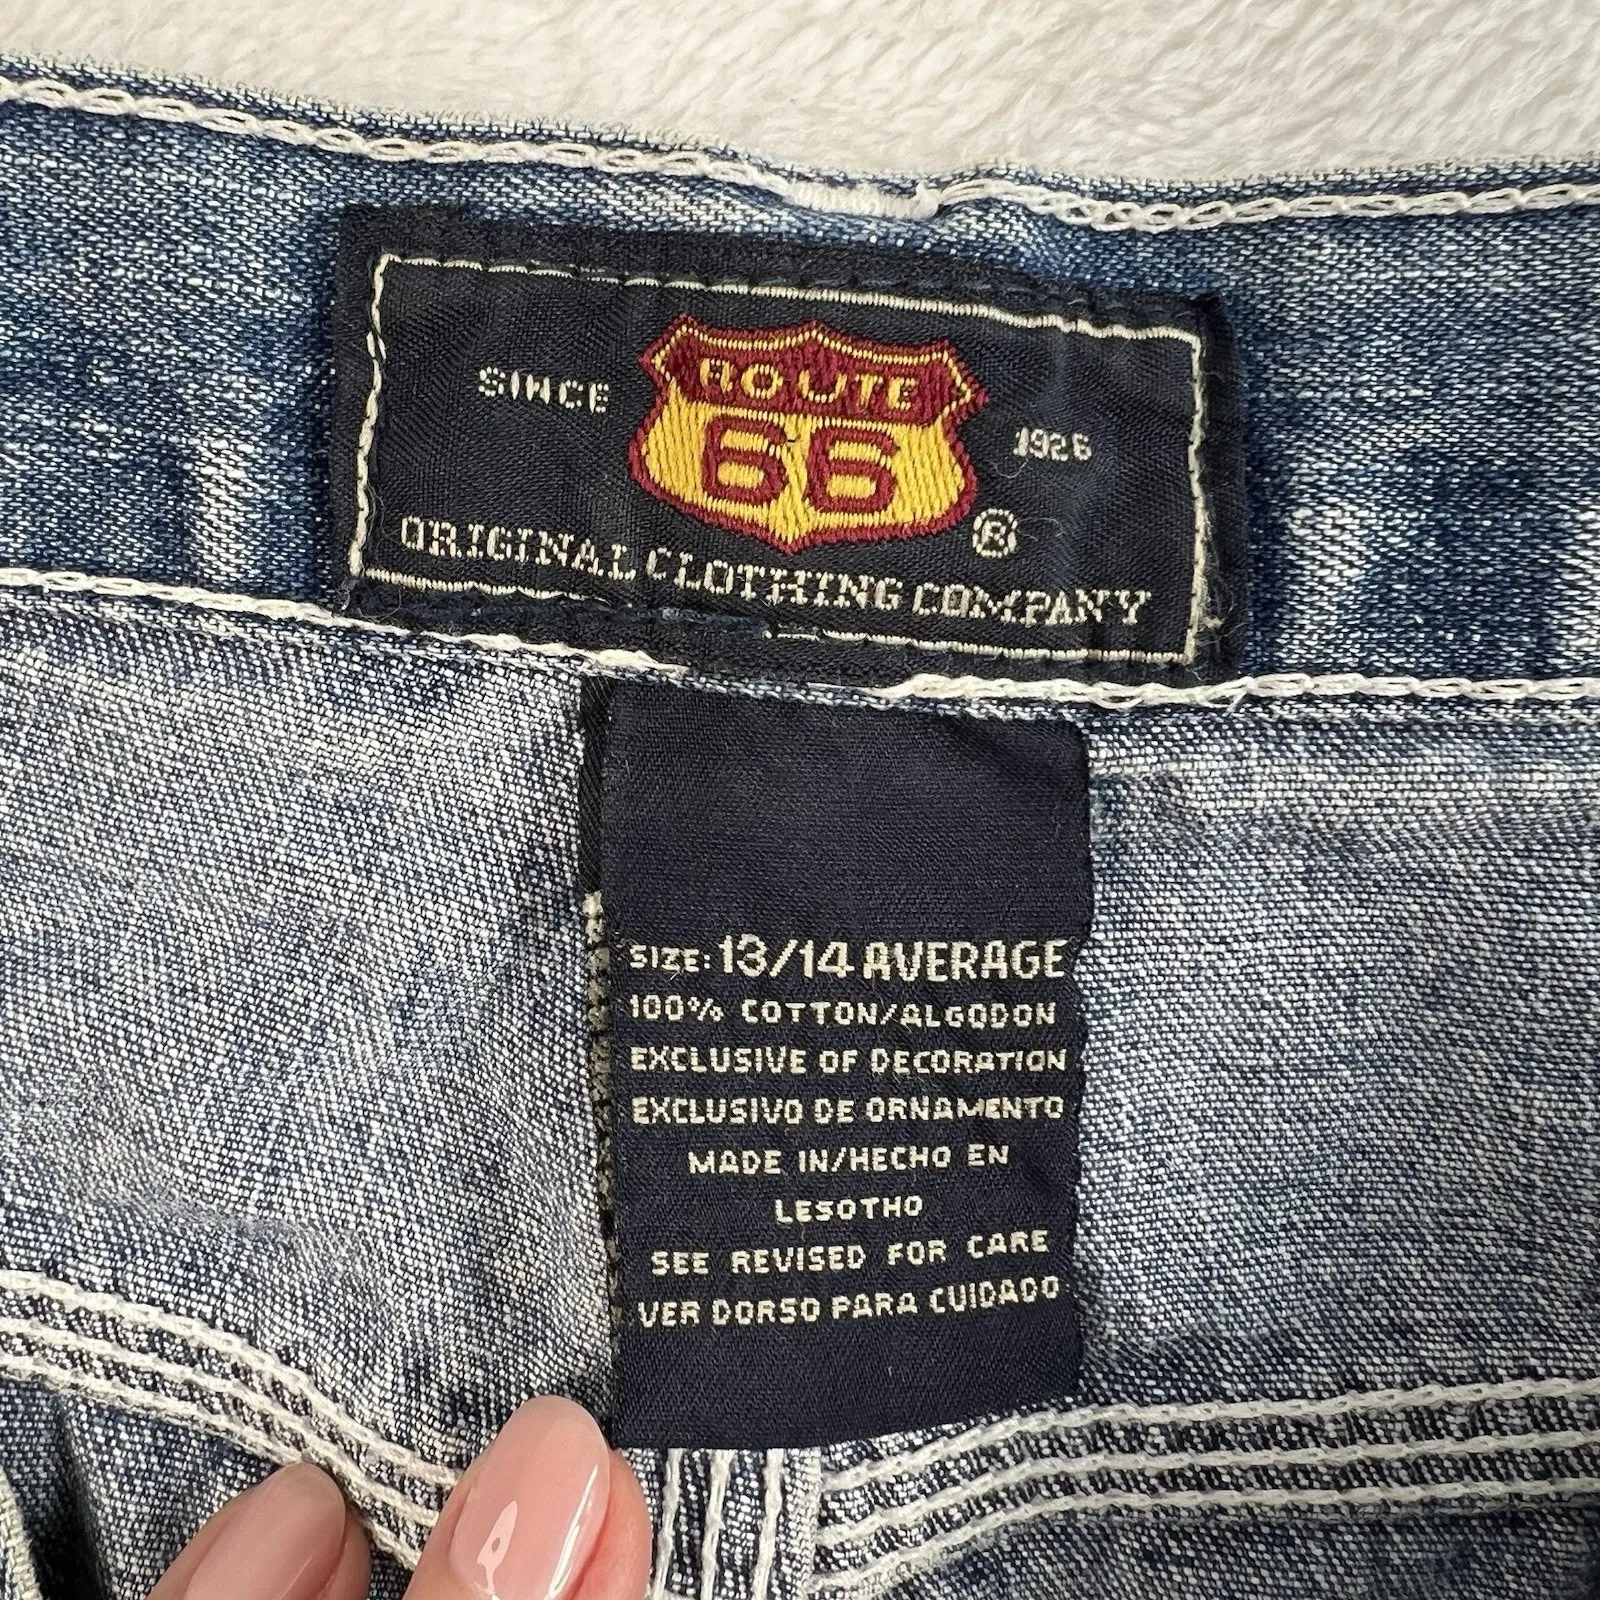 SINCE ROUTE 66 1926
®
ORIGINAL CLOTHING COMPANY
SIZE: 13/14 AVERAGE
100% COTTON/ALGODON
EXCLUSIVE OF DECORATION
EXCLUSIVO DE ORNAMENTO
MADE IN/HECHO EN
LESOTHO
SEE REVISED FOR CARE
VER DORSO PARA CUIDADO